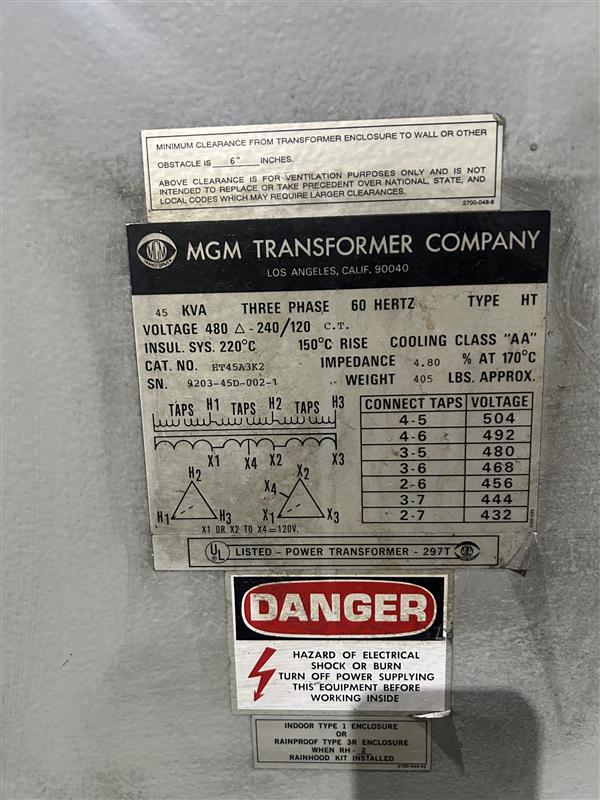 MINIMUM CLEARANCE FROM TRANSFORMER ENCLOSURE TO WALL OR OTHER
OBSTACLE IS 6" INCHES.
ABOVE CLEARANCE IS FOR VENTILATION PURPOSES ONLY AND IS NOT
INTENDED TO REPLACE OR TAKE PRECEDENT OVER NATIONAL, STATE, AND
LOCAL CODES WHICH MAY REQUIRE LARGER CLEARANCES.
2700-048-6
MGM TRANSFORMER COMPANY
LOS ANGELES, CALIF. 90040
45 KVA THREE PHASE 60 HERTZ TYPE HT
VOLTAGE 480 Δ - 240/120 C.T.
INSUL. SYS. 220°C 150°C RISE COOLING CLASS "AA"
CAT. NO. HT45A3K2 IMPEDANCE 4.80 % AT 170°C
SN. 9203-45D-002-1 WEIGHT 405 LBS. APPROX.
TAPS H1 TAPS H2 TAPS H3
X1 X4 X2 X3
H2
H1 H3
X2
X4
X1 X3
X1 OR X2 TO X4=120V.
CONNECT TAPS VOLTAGE
4-5 504
4-6 492
3-5 480
3-6 468
2-6 456
3-7 444
2-7 432
UL LISTED - POWER TRANSFORMER - 297T
DANGER
HAZARD OF ELECTRICAL
SHOCK OR BURN
TURN OFF POWER SUPPLYING
THIS EQUIPMENT BEFORE
WORKING INSIDE
INDOOR TYPE 1 ENCLOSURE
OR
RAINPROOF TYPE 3R ENCLOSURE
WHEN RH-2
RAINHOOD KIT INSTALLED